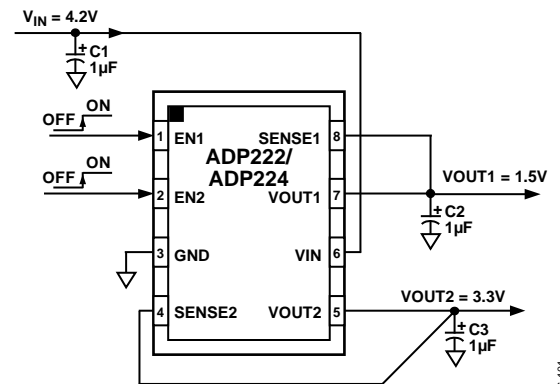 VIN = 4.2V
+ C1
1µF
OFF ON
OFF ON
1 EN1
2 EN2
3 GND
4 SENSE2
ADP222/
ADP224
SENSE1 8
VOUT1 7
VIN 6
VOUT2 5
VOUT1 = 1.5V
+ C2
1µF
VOUT2 = 3.3V
+ C3
1µF